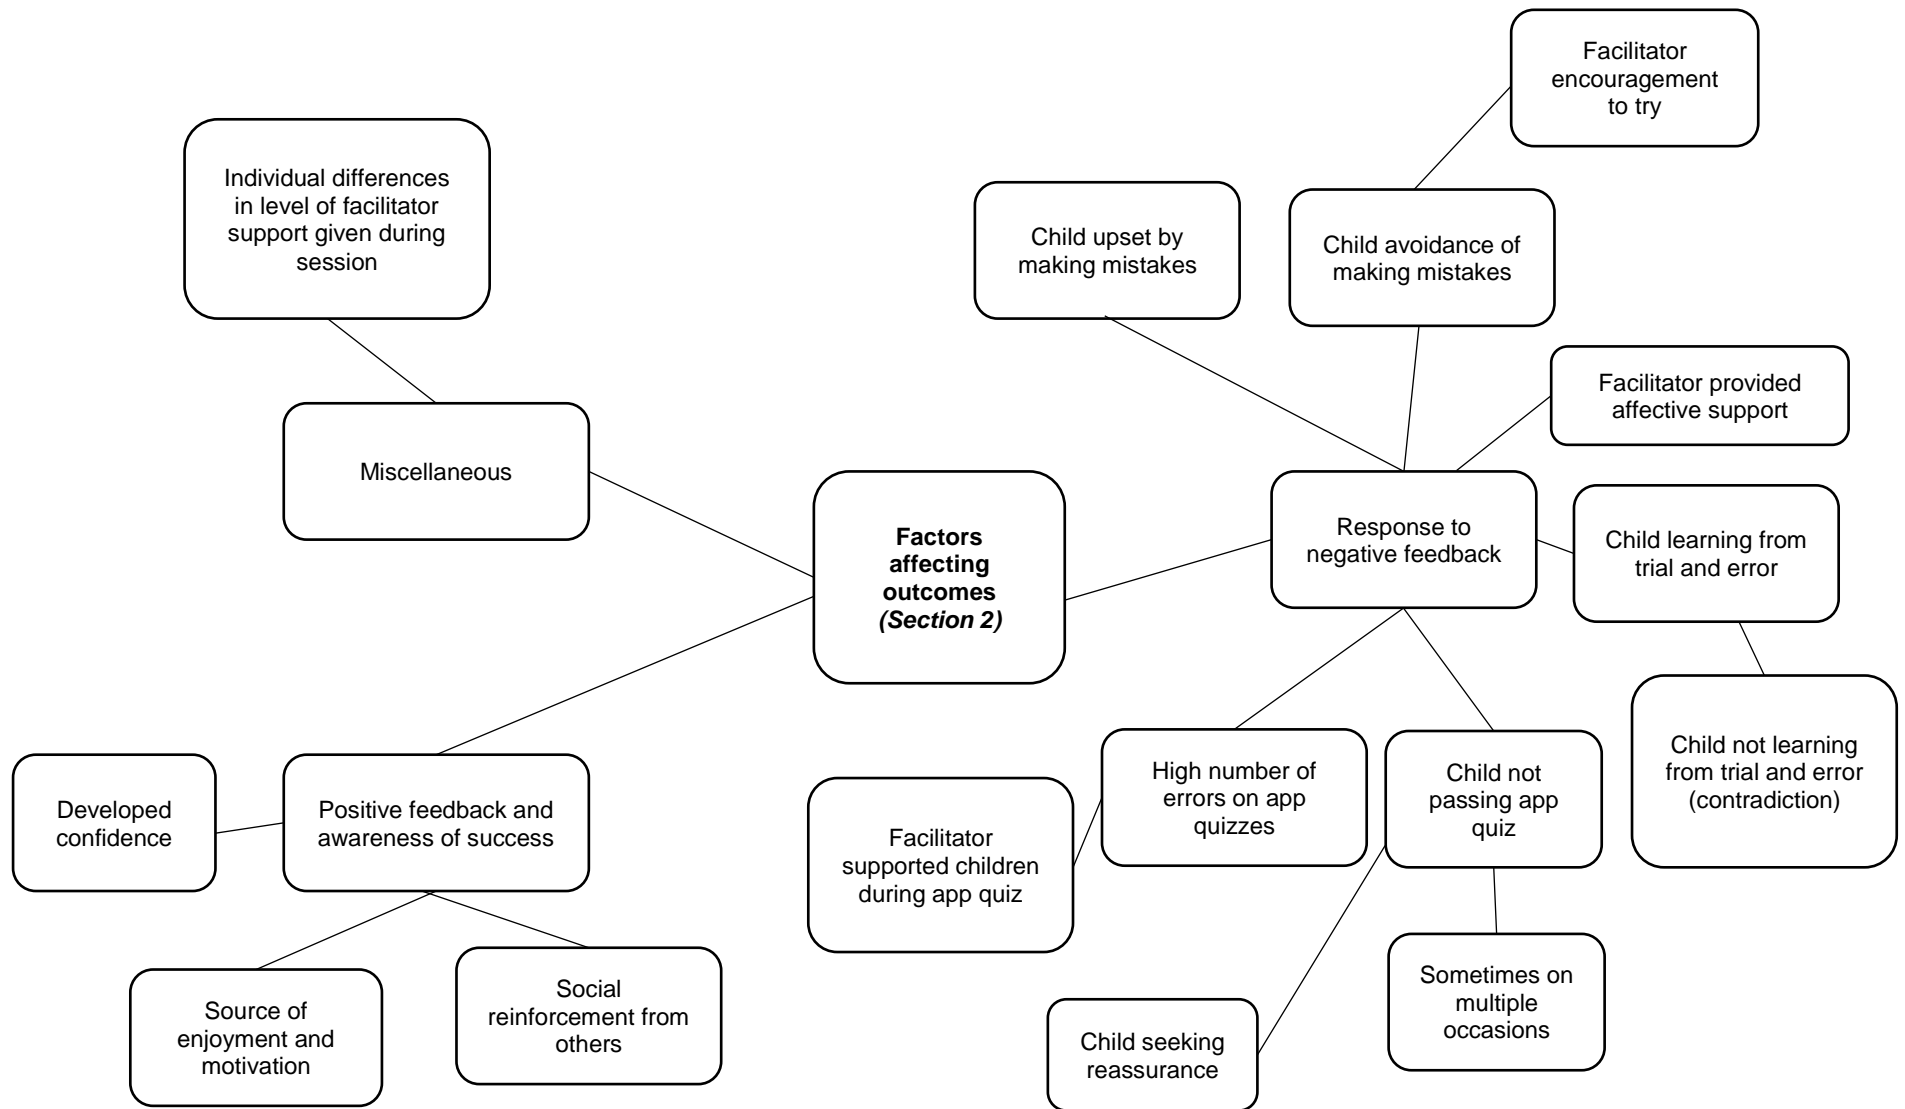 Facilitator
encouragement
to try
Individual differences
in level of facilitator
support given during
session
Child upset by
making mistakes
Child avoidance of
making mistakes
Facilitator provided
affective support
Miscellaneous
Factors
affecting
outcomes
(Section 2)
Response to
negative feedback
Child learning from
trial and error
Developed
confidence
Positive feedback and
awareness of success
High number of
errors on app
quizzes
Child not
passing app
quiz
Child not learning
from trial and error
(contradiction)
Facilitator
supported children
during app quiz
Source of
enjoyment and
motivation
Social
reinforcement from
others
Child seeking
reassurance
Sometimes on
multiple
occasions